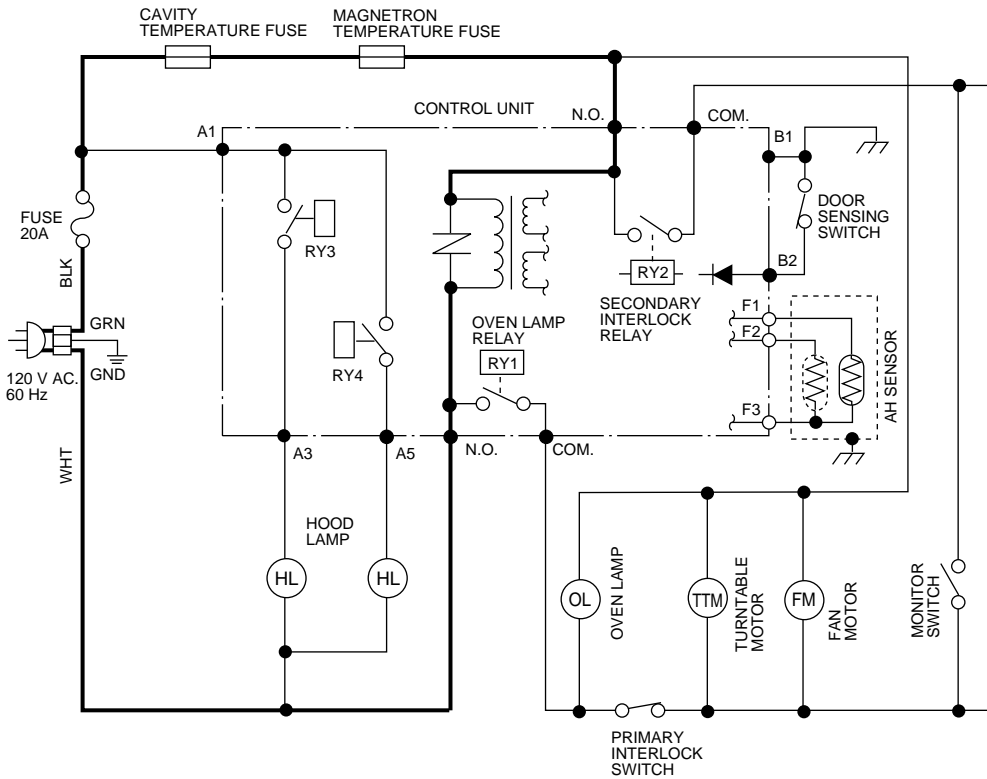 CAVITY
TEMPERATURE FUSE
MAGNETRON
TEMPERATURE FUSE
CONTROL UNIT
N.O.
COM.
A1
B1
FUSE
20A
RY3
DOOR
SENSING
SWITCH
BLK
RY2
B2
SECONDARY
INTERLOCK
RELAY
F1
F2
GRN
OVEN LAMP
RELAY
RY1
AH SENSOR
GND
RY4
120 V AC.
60 Hz
F3
A3
A5
N.O.
COM.
WHT
HOOD
LAMP
HL
HL
OL
OVEN LAMP
TTM
TURNTABLE
MOTOR
FM
FAN
MOTOR
MONITOR
SWITCH
PRIMARY
INTERLOCK
SWITCH